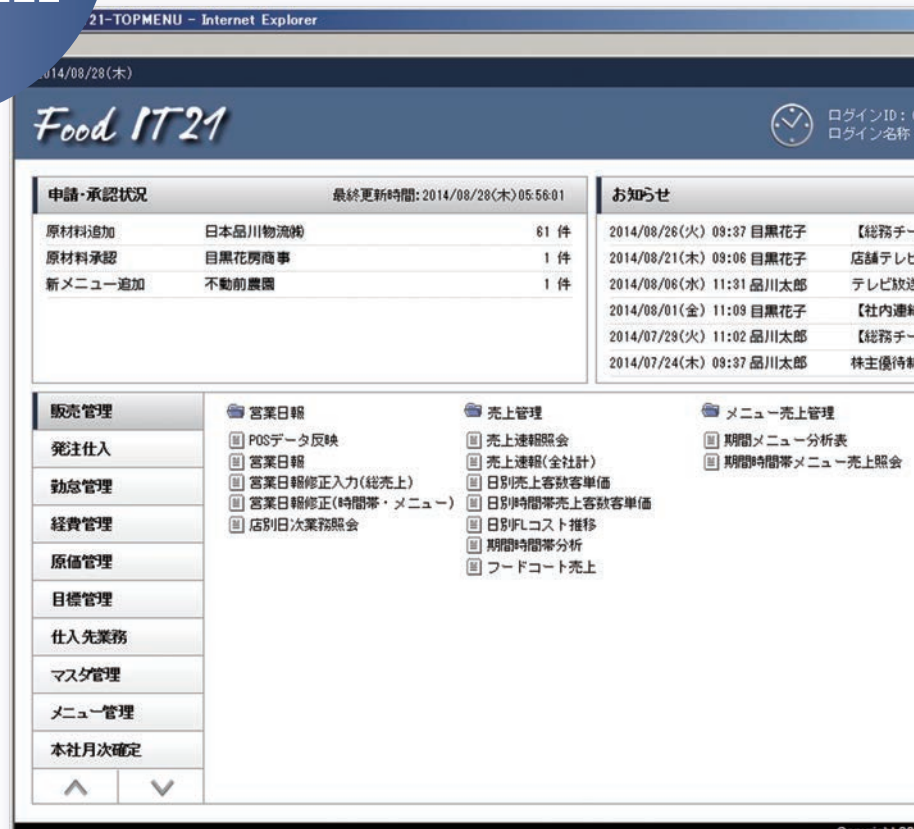 21-TOPMENU - Internet Explorer
2014/08/28(木)
Food IT21
ログインID:
ログイン名称
申請・承認状況 最終更新時間:2014/08/28(木)05:56:01
原材料追加 日本品川物流㈱ 61 件
原材料承認 目黒花房商事 1 件
新メニュー追加 不動前農園 1 件
お知らせ
2014/08/26(火) 09:37 目黒花子 【総務チー
2014/08/21(木) 09:06 目黒花子 店舗テレビ
2014/08/06(水) 11:31 品川太郎 テレビ放送
2014/08/01(金) 11:09 目黒花子 【社内連絡
2014/07/29(火) 11:02 品川太郎 【総務チー
2014/07/24(木) 09:37 品川太郎 株主優待制
販売管理
発注仕入
勤怠管理
経費管理
原価管理
目標管理
仕入先業務
マスタ管理
メニュー管理
本社月次確定
営業日報
POSデータ反映
営業日報
営業日報修正入力(総売上)
営業日報修正(時間帯・メニュー)
店別日次業務照会
売上管理
売上速報照会
売上速報(全社計)
日別売上客数客単価
日別時間帯売上客数客単価
日別FLコスト推移
期間時間帯分析
フードコート売上
メニュー売上管理
期間メニュー分析表
期間時間帯メニュー売上照会